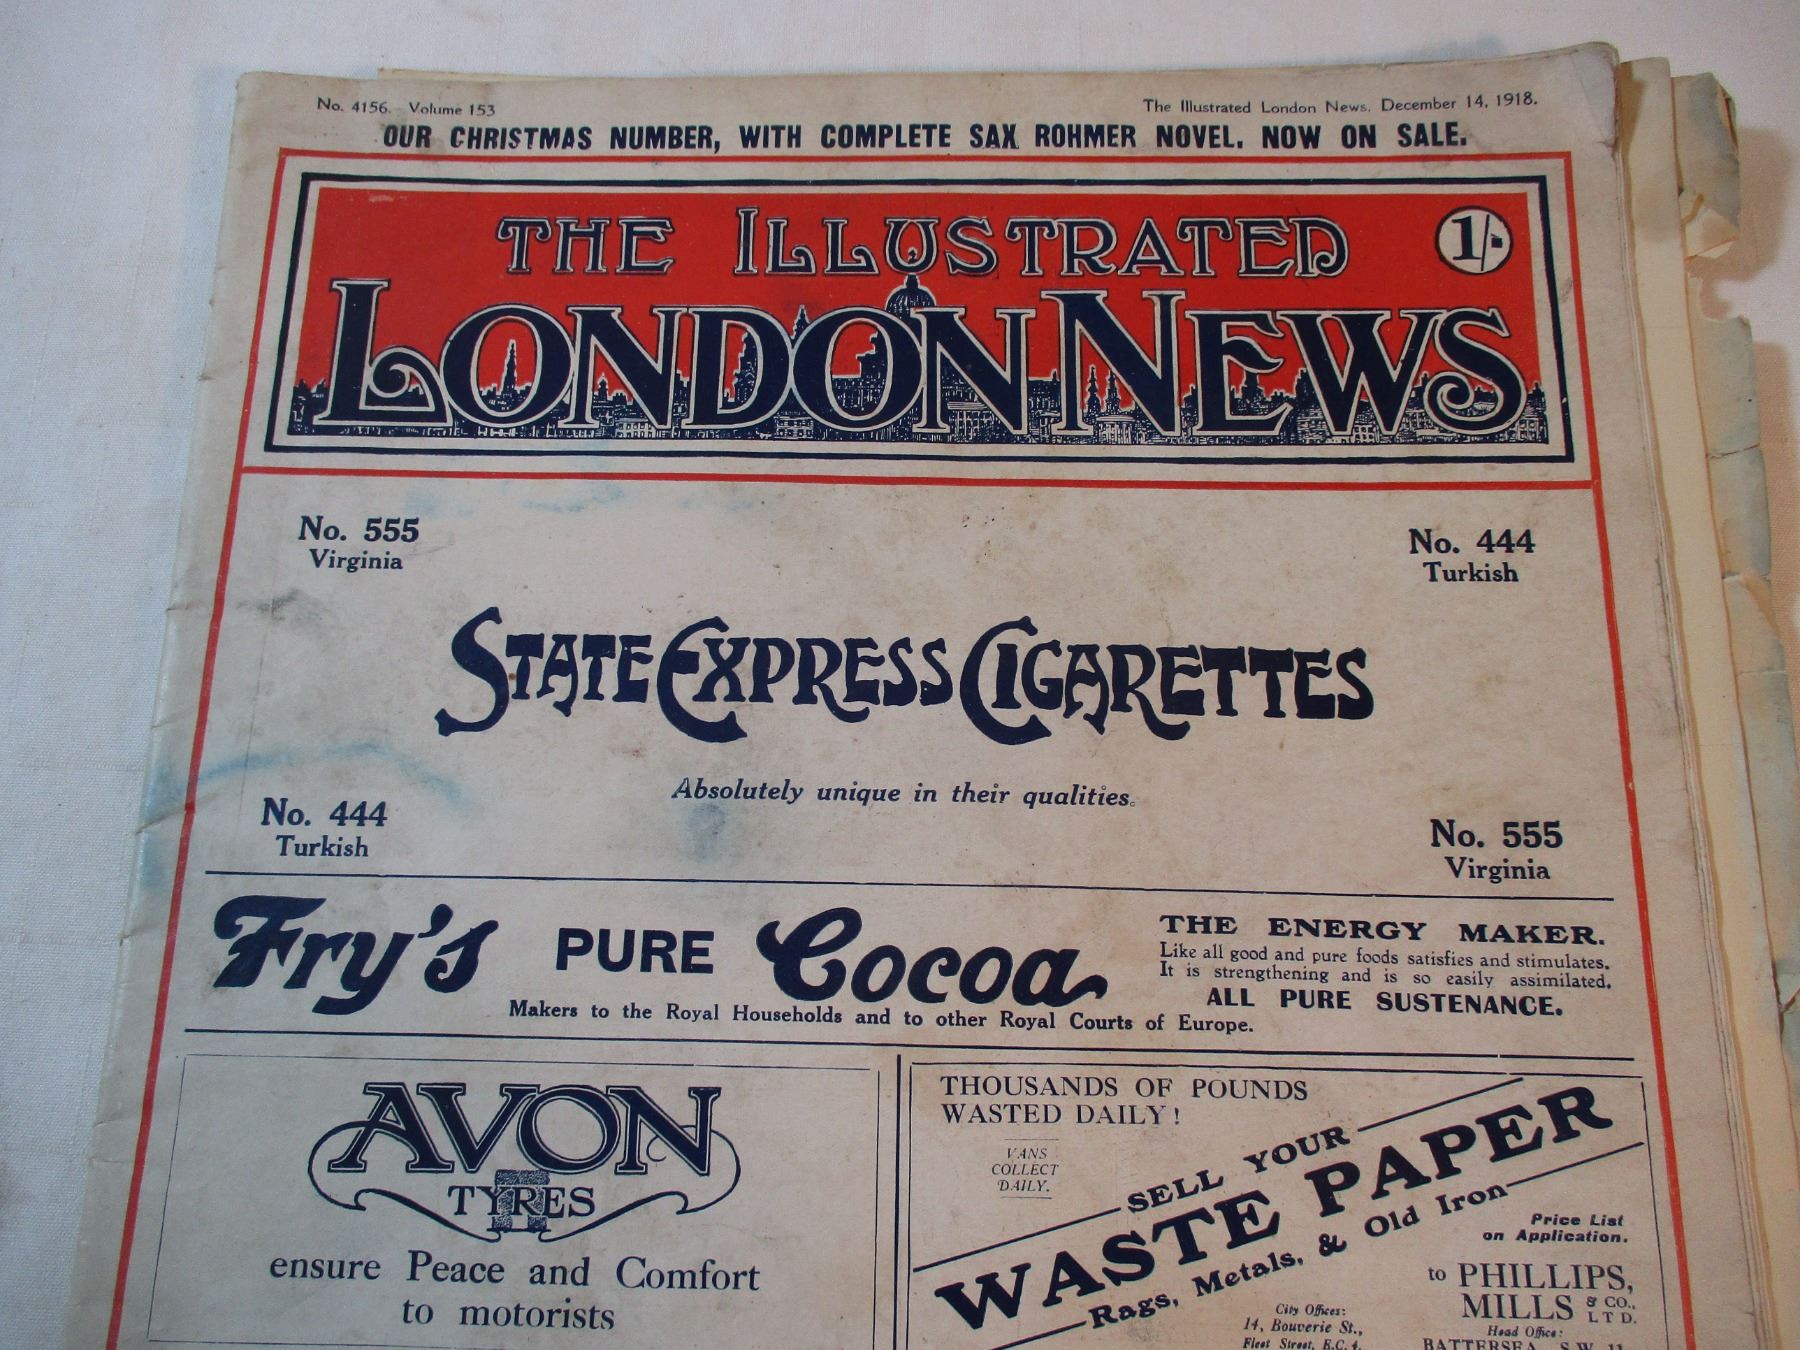 No. 4156. Volume 153
The Illustrated London News, December 14, 1918.
OUR CHRISTMAS NUMBER, WITH COMPLETE SAX ROHMER NOVEL. NOW ON SALE.
THE ILLUSTRATED
1/-
LONDON NEWS
No. 555
Virginia
No. 444
Turkish
STATE EXPRESS CIGARETTES
Absolutely unique in their qualities.
No. 444
Turkish
No. 555
Virginia
Fry's PURE Cocoa
Makers to the Royal Households and to other Royal Courts of Europe.
THE ENERGY MAKER.
Like all good and pure foods satisfies and stimulates.
It is strengthening and is so easily assimilated.
ALL PURE SUSTENANCE.
AVON
TYRES
ensure Peace and Comfort
to motorists
THOUSANDS OF POUNDS
WASTED DAILY!
VANS
COLLECT
DAILY.
SELL YOUR
WASTE PAPER
Rags, Metals, & Old Iron
Price List
on Application.
to PHILLIPS,
MILLS & CO., LTD.
City Offices:
14, Bouverie St.,
Fleet Street, E.C.4.
Head Office:
BATTERSEA, S.W. 11